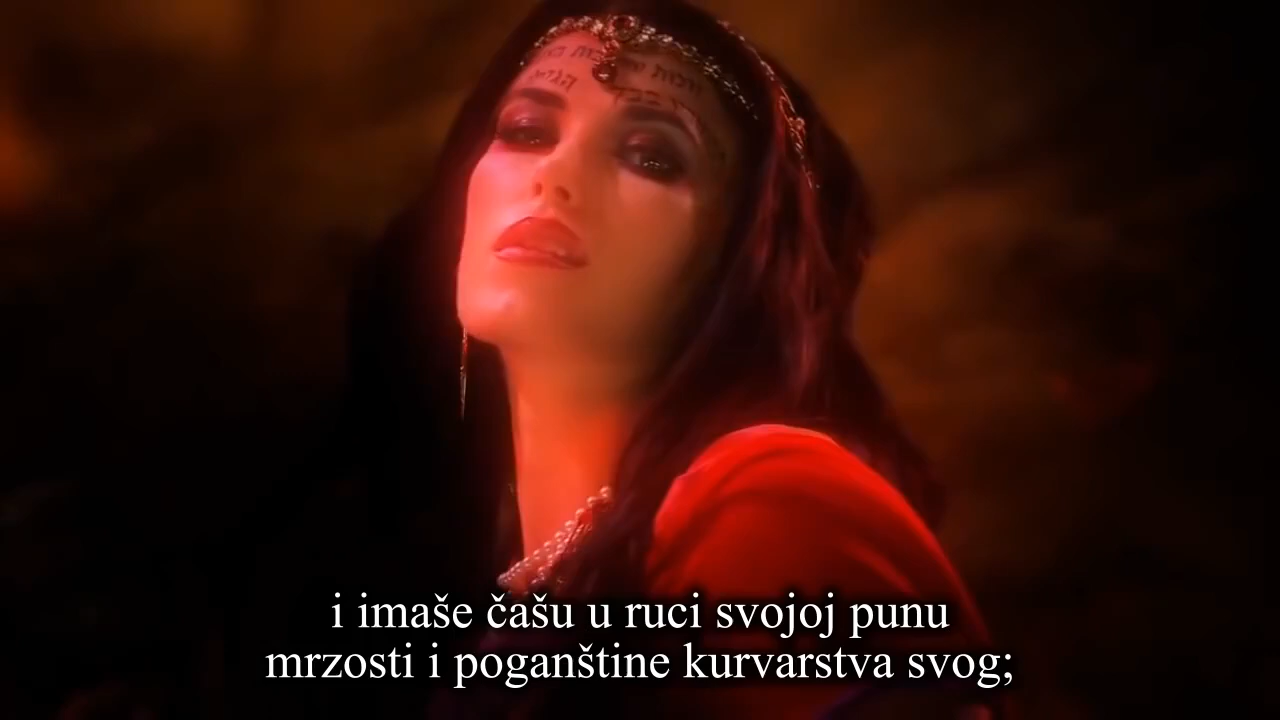 i imaše čašu u ruci svojoj punu
mrzosti i poganštine kurvarstva svog;